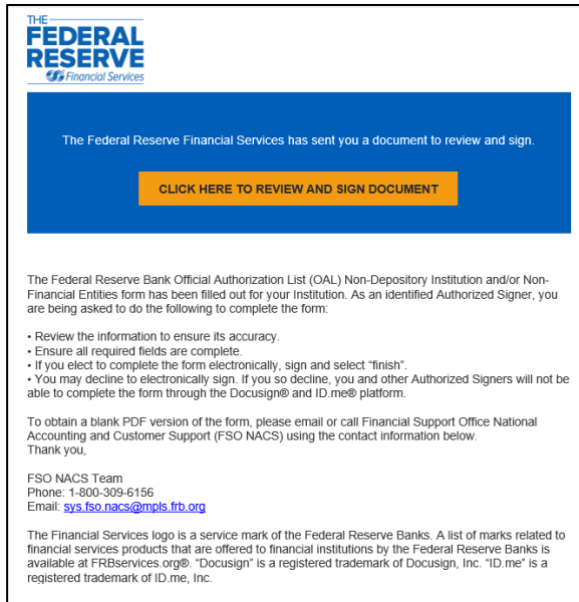 THE
FEDERAL
RESERVE
Financial Services
The Federal Reserve Financial Services has sent you a document to review and sign.
CLICK HERE TO REVIEW AND SIGN DOCUMENT
The Federal Reserve Bank Official Authorization List (OAL) Non-Depository Institution and/or Non-
Financial Entities form has been filled out for your Institution. As an identified Authorized Signer, you
are being asked to do the following to complete the form:
• Review the information to ensure its accuracy.
• Ensure all required fields are complete.
• If you elect to complete the form electronically, sign and select “finish”.
• You may decline to electronically sign. If you so decline, you and other Authorized Signers will not be
able to complete the form through the Docusign® and ID.me® platform.
To obtain a blank PDF version of the form, please email or call Financial Support Office National
Accounting and Customer Support (FSO NACS) using the contact information below.
Thank you,
FSO NACS Team
Phone: 1-800-309-6156
Email: sys.fso.nacs@mpls.frb.org
The Financial Services logo is a service mark of the Federal Reserve Banks. A list of marks related to
financial services products that are offered to financial institutions by the Federal Reserve Banks is
available at FRBservices.org®. “Docusign” is a registered trademark of Docusign, Inc. “ID.me” is a
registered trademark of ID.me, Inc.